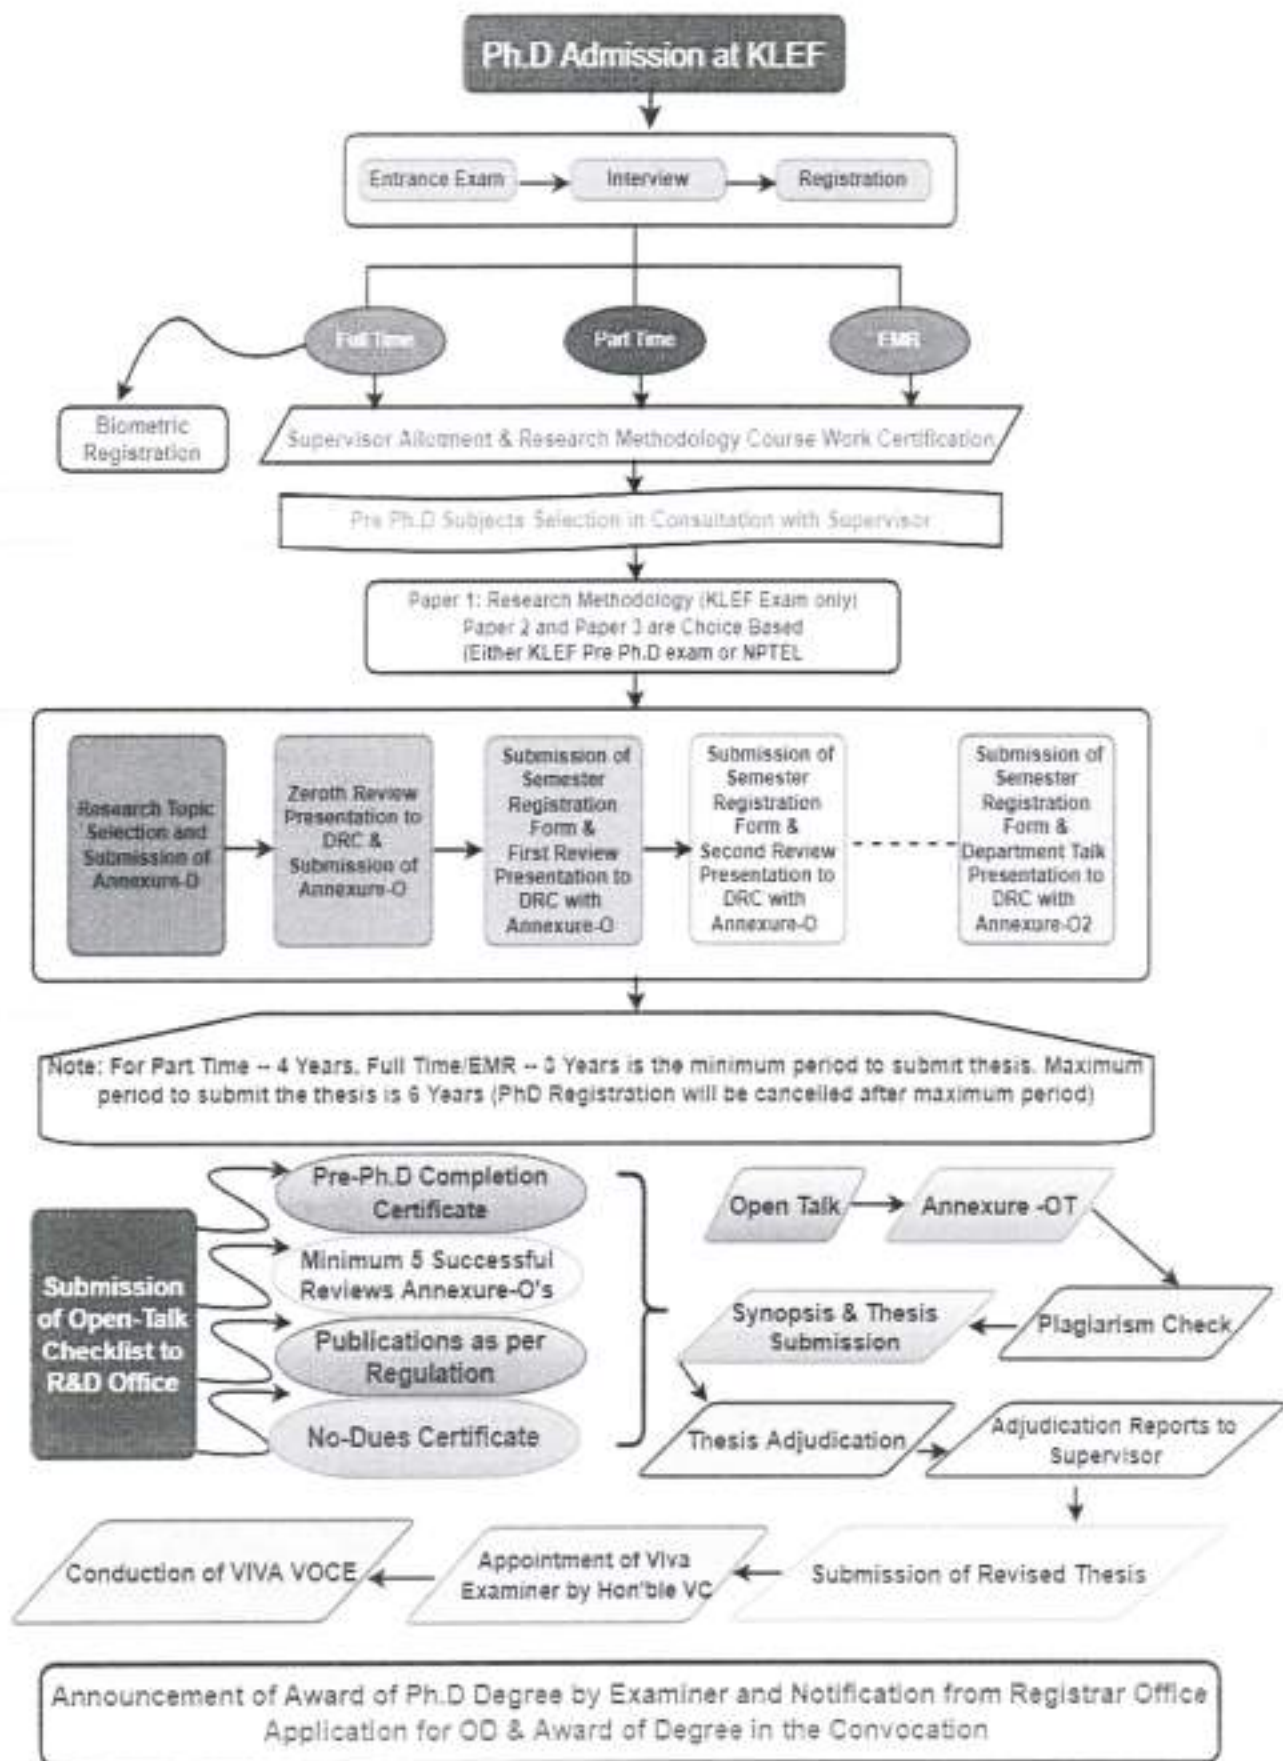 Ph.D Admission at KLEF
Entrance Exam
Interview
Registration
Full Time
Part Time
EMR
Biometric
Registration
Supervisor Allotment & Research Methodology Course Work Certification
Pre Ph.D Subjects Selection in Consultation with Supervisor
Paper 1: Research Methodology (KLEF Exam only)
Paper 2 and Paper 3 are Choice Based
(Either KLEF Pre Ph.D exam or NPTEL
Research Topic
Selection and
Submission of
Zeroth Review
Presentation to
DRC &
Submission of
Annexure-O
Submission of
Semester
Registration
Form &
First Review
Presentation to
DRC with
Annexure-O
Submission of
Semester
Registration
Form &
Second Review
Presentation to
DRC with
Annexure-O
Submission of
Semester
Registration
Form &
Department Talk
Presentation to
DRC with
Annexure-O2
Note: For Part Time -- 4 Years, Full Time/EMR -- Years is the minimum period to submit thesis. Maximum
period to submit the thesis is 6 Years (PhD Registration will be cancelled after maximum period)
Submission
of Open-Talk
Checklist to
R&D Office
Pre-Ph.D Completion
Certificate
Minimum 5 Successful
Reviews Annexure-O's
Publications as per
Regulation
No-Dues Certificate
Open Talk
Annexure -OT
Plagiarism Check
Synopsis & Thesis
Submission
Thesis Adjudication
Adjudication Reports to
Supervisor
Submission of Revised Thesis
Appointment of Viva
Examiner by Hon'ble VC
Conduction of VIVA VOCE
Announcement of Award of Ph.D Degree by Examiner and Notification from Registrar Office
Application for OD & Award of Degree in the Convocation